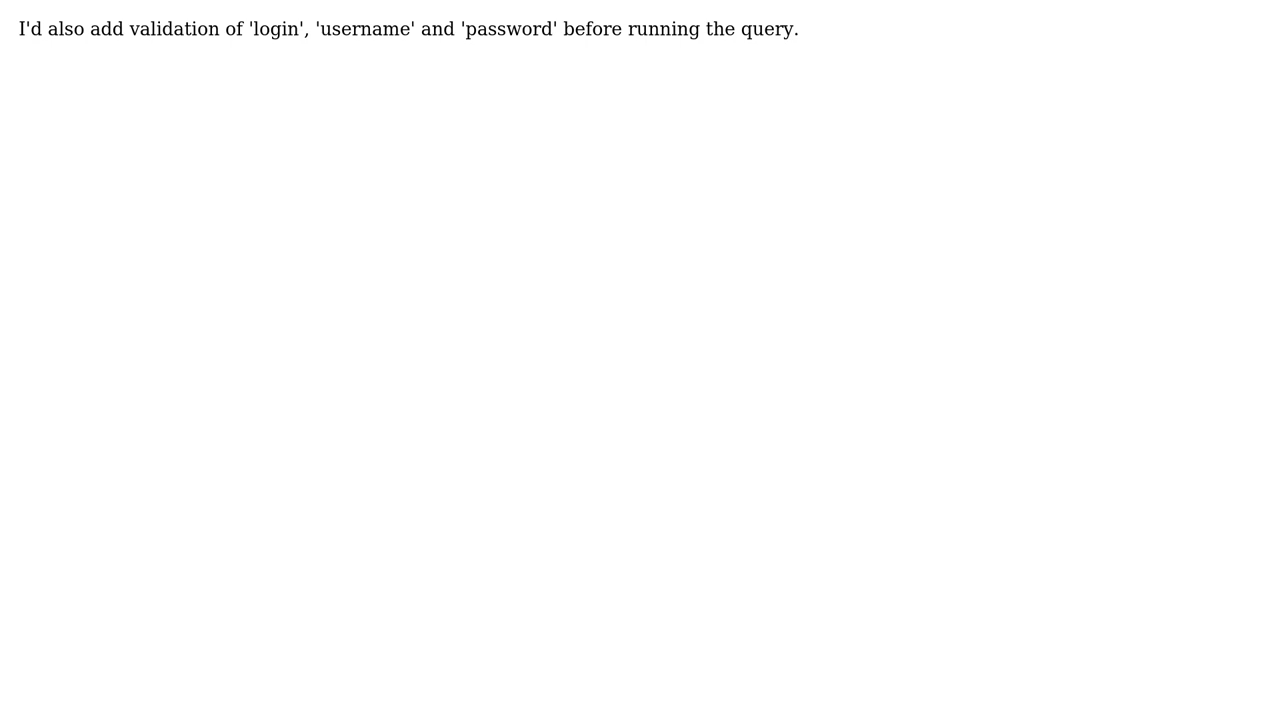 I'd also add validation of 'login', 'username' and 'password' before running the query.